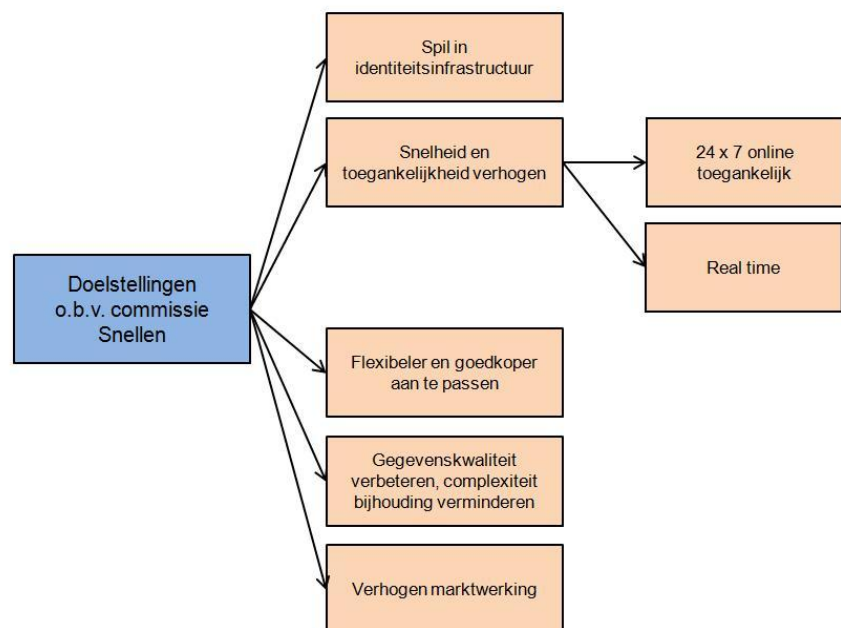 Spil in
identiteitsinfrastructuur
Snelheid en
toegankelijkheid verhogen
24 x 7 online
toegankelijk
Real time
Doelstellingen
o.b.v. commissie
Snellen
Flexibeler en goedkoper
aan te passen
Gegevenskwaliteit
verbeteren, complexiteit
bijhouding verminderen
Verhogen marktwerking